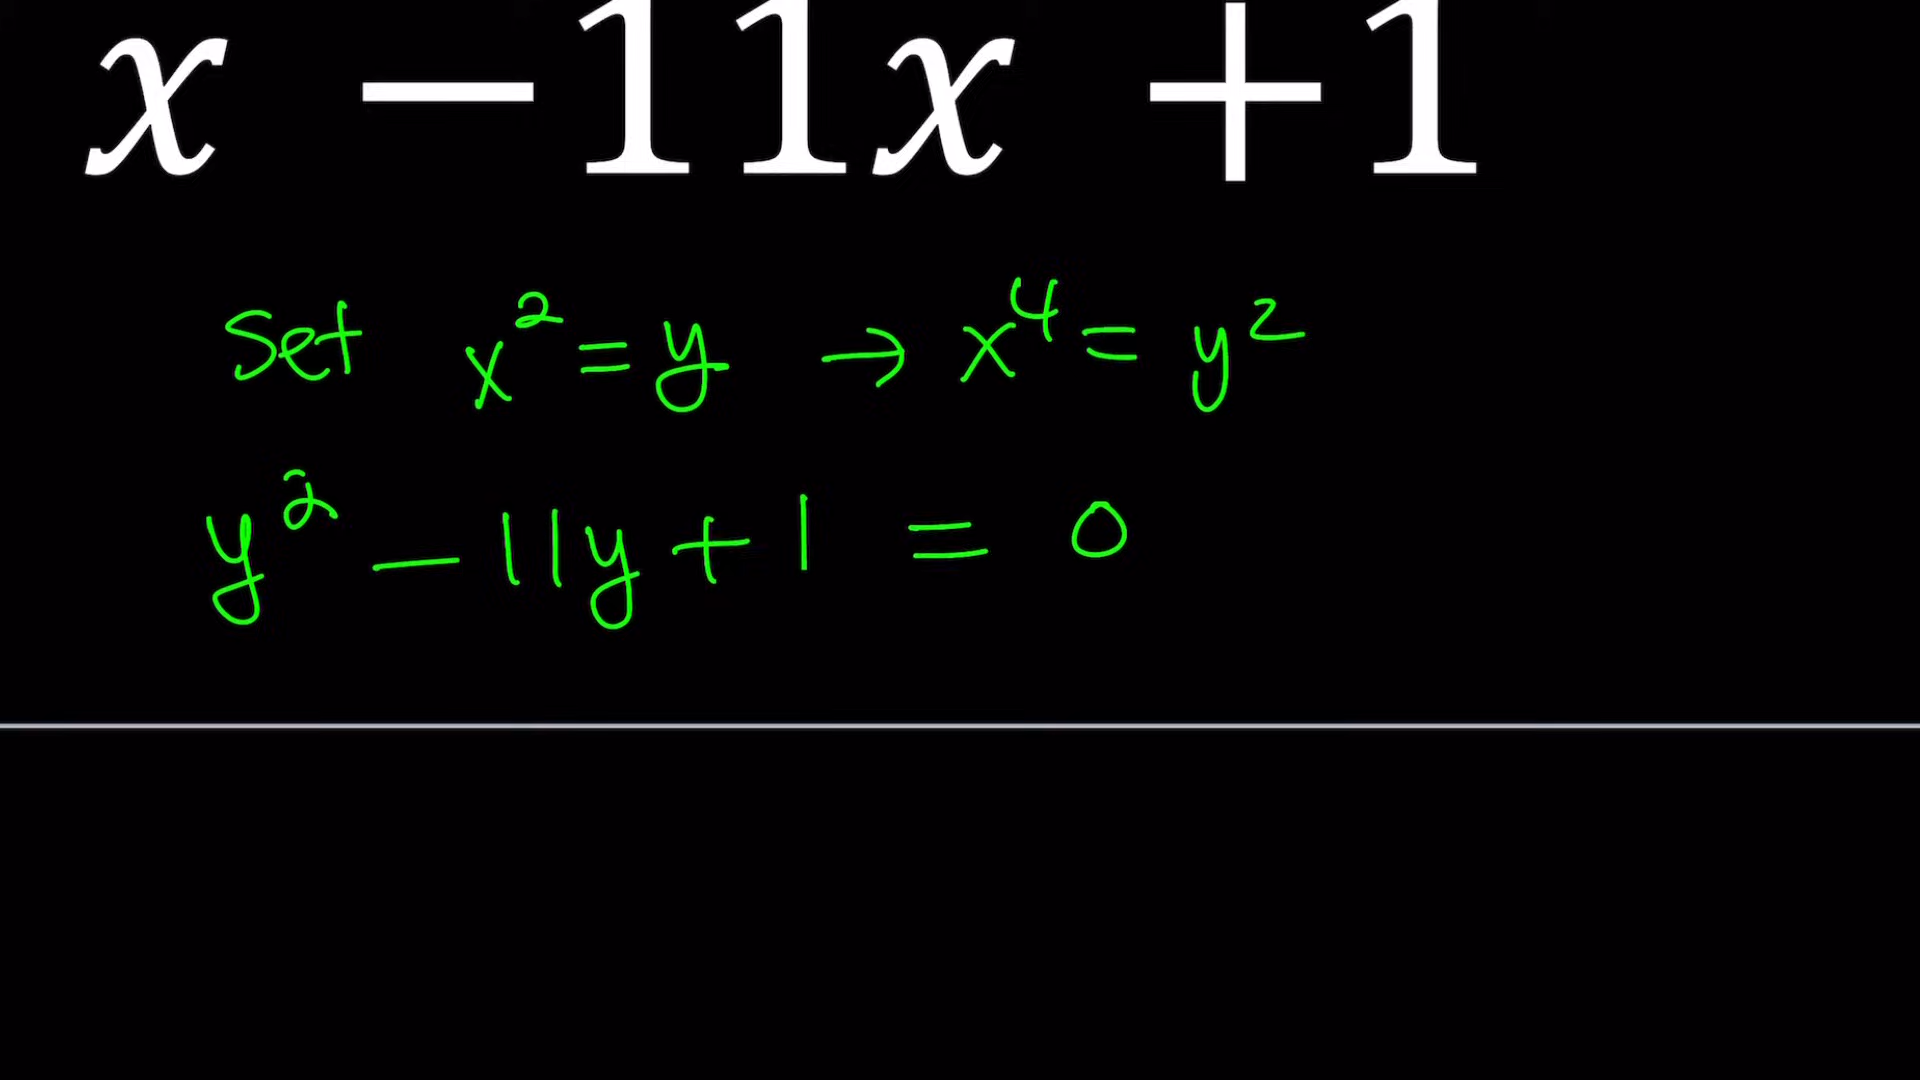 x − 11x + 1
Set x² = y → x⁴ = y²
y² − 11y + 1 = 0